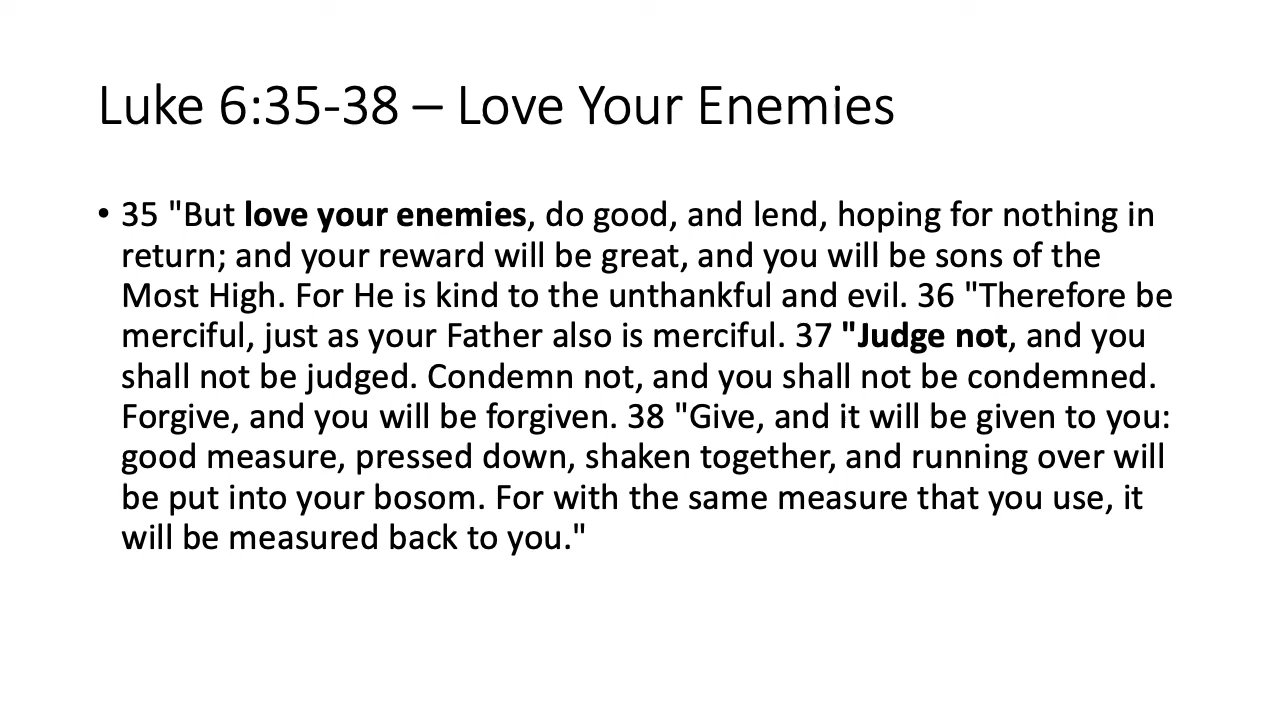 Luke 6:35-38 – Love Your Enemies
• 35 "But love your enemies, do good, and lend, hoping for nothing in
return; and your reward will be great, and you will be sons of the
Most High. For He is kind to the unthankful and evil. 36 "Therefore be
merciful, just as your Father also is merciful. 37 "Judge not, and you
shall not be judged. Condemn not, and you shall not be condemned.
Forgive, and you will be forgiven. 38 "Give, and it will be given to you:
good measure, pressed down, shaken together, and running over will
be put into your bosom. For with the same measure that you use, it
will be measured back to you."